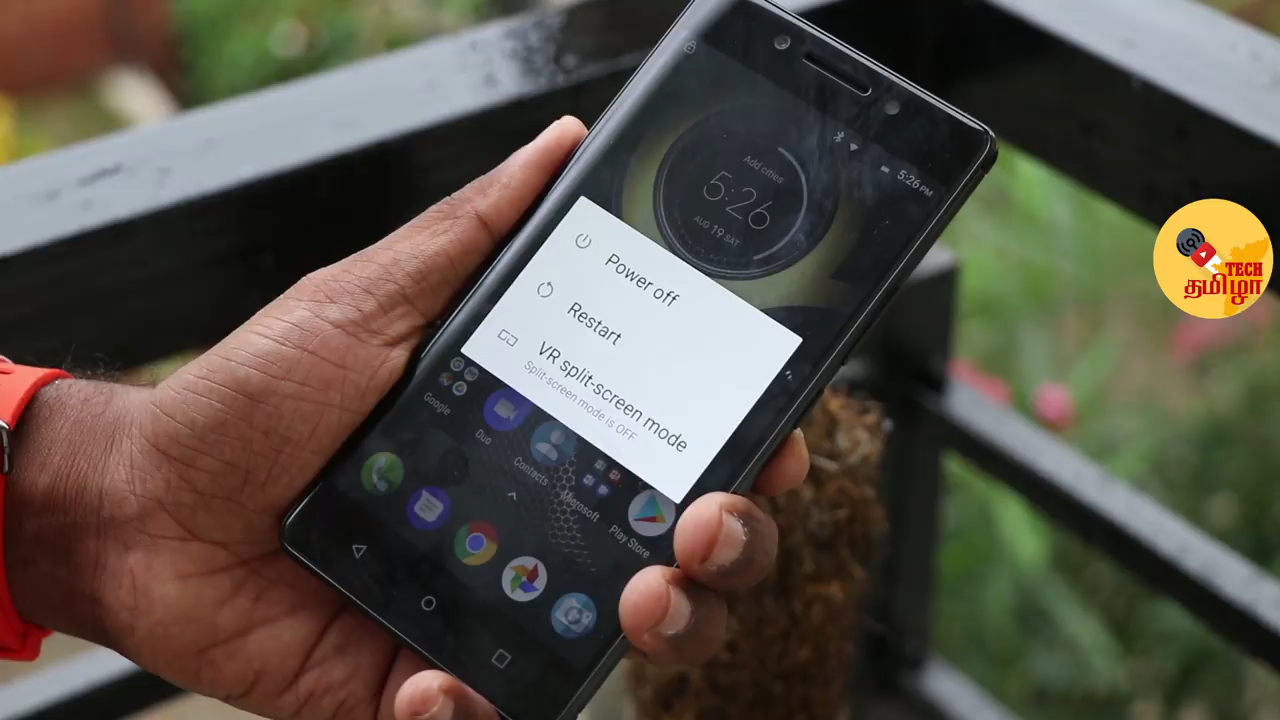 5:26 PM
Add cities
5:26
AUG 19 SAT
Power off
Restart
VR split-screen mode
Split-screen mode is OFF
Google
Duo
Contacts
Microsoft
Play Store
TECH
தமிழா